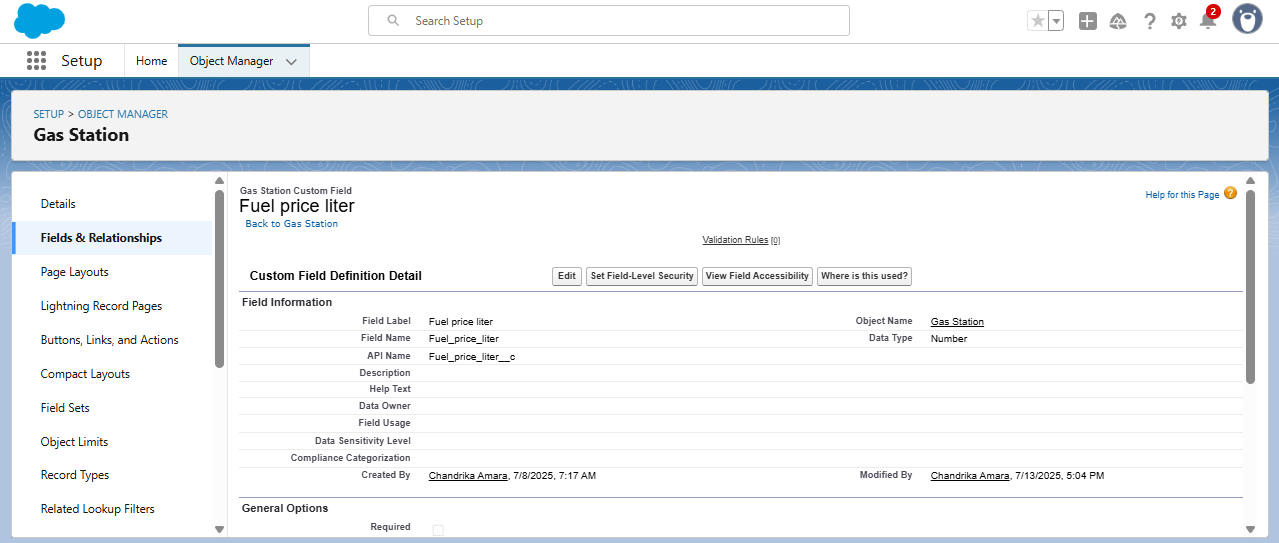 Search Setup
2
Setup
Home
Object Manager
SETUP > OBJECT MANAGER
Gas Station
Details
Fields & Relationships
Page Layouts
Lightning Record Pages
Buttons, Links, and Actions
Compact Layouts
Field Sets
Object Limits
Record Types
Related Lookup Filters
Gas Station Custom Field
Fuel price liter
Back to Gas Station
Help for this Page ?
Validation Rules [0]
Custom Field Definition Detail Edit Set Field-Level Security View Field Accessibility Where is this used?
Field Information
Field Label Fuel price liter Object Name Gas Station
Field Name Fuel_price_liter Data Type Number
API Name Fuel_price_liter__c
Description
Help Text
Data Owner
Field Usage
Data Sensitivity Level
Compliance Categorization
Created By Chandrika Amara, 7/8/2025, 7:17 AM Modified By Chandrika Amara, 7/13/2025, 5:04 PM
General Options
Required